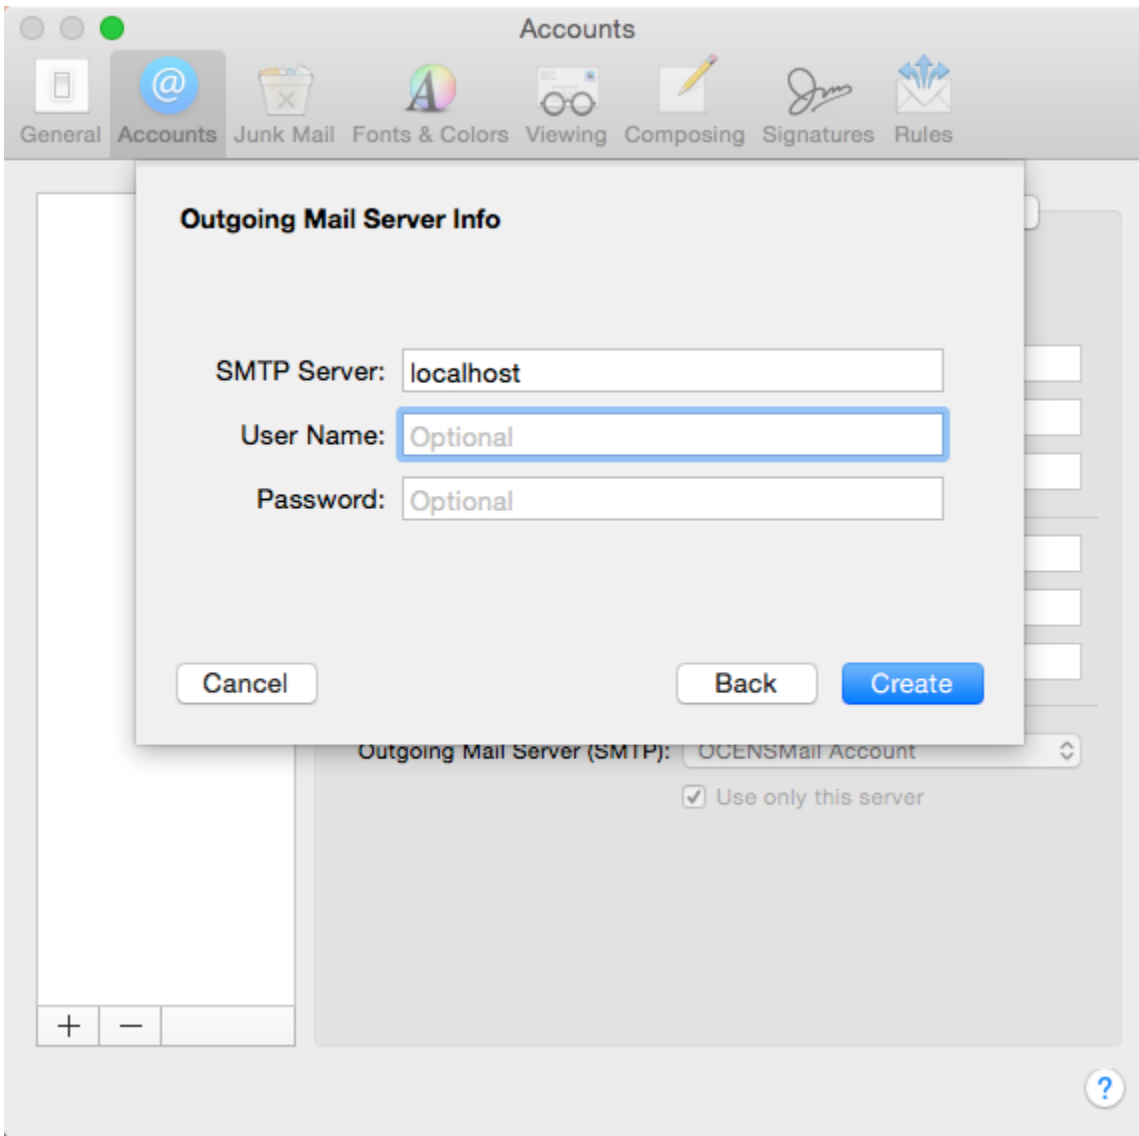 Accounts
General Accounts Junk Mail Fonts & Colors Viewing Composing Signatures Rules
Outgoing Mail Server Info
SMTP Server: localhost
User Name: Optional
Password: Optional
Cancel Back Create
Outgoing Mail Server (SMTP): OCENSMail Account
Use only this server
+ −
?